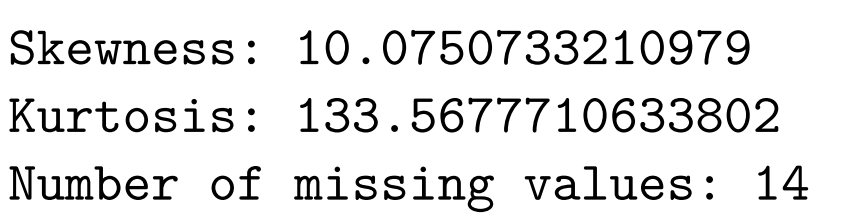 Skewness: 10.0750733210979
Kurtosis: 133.5677710633802
Number of missing values: 14